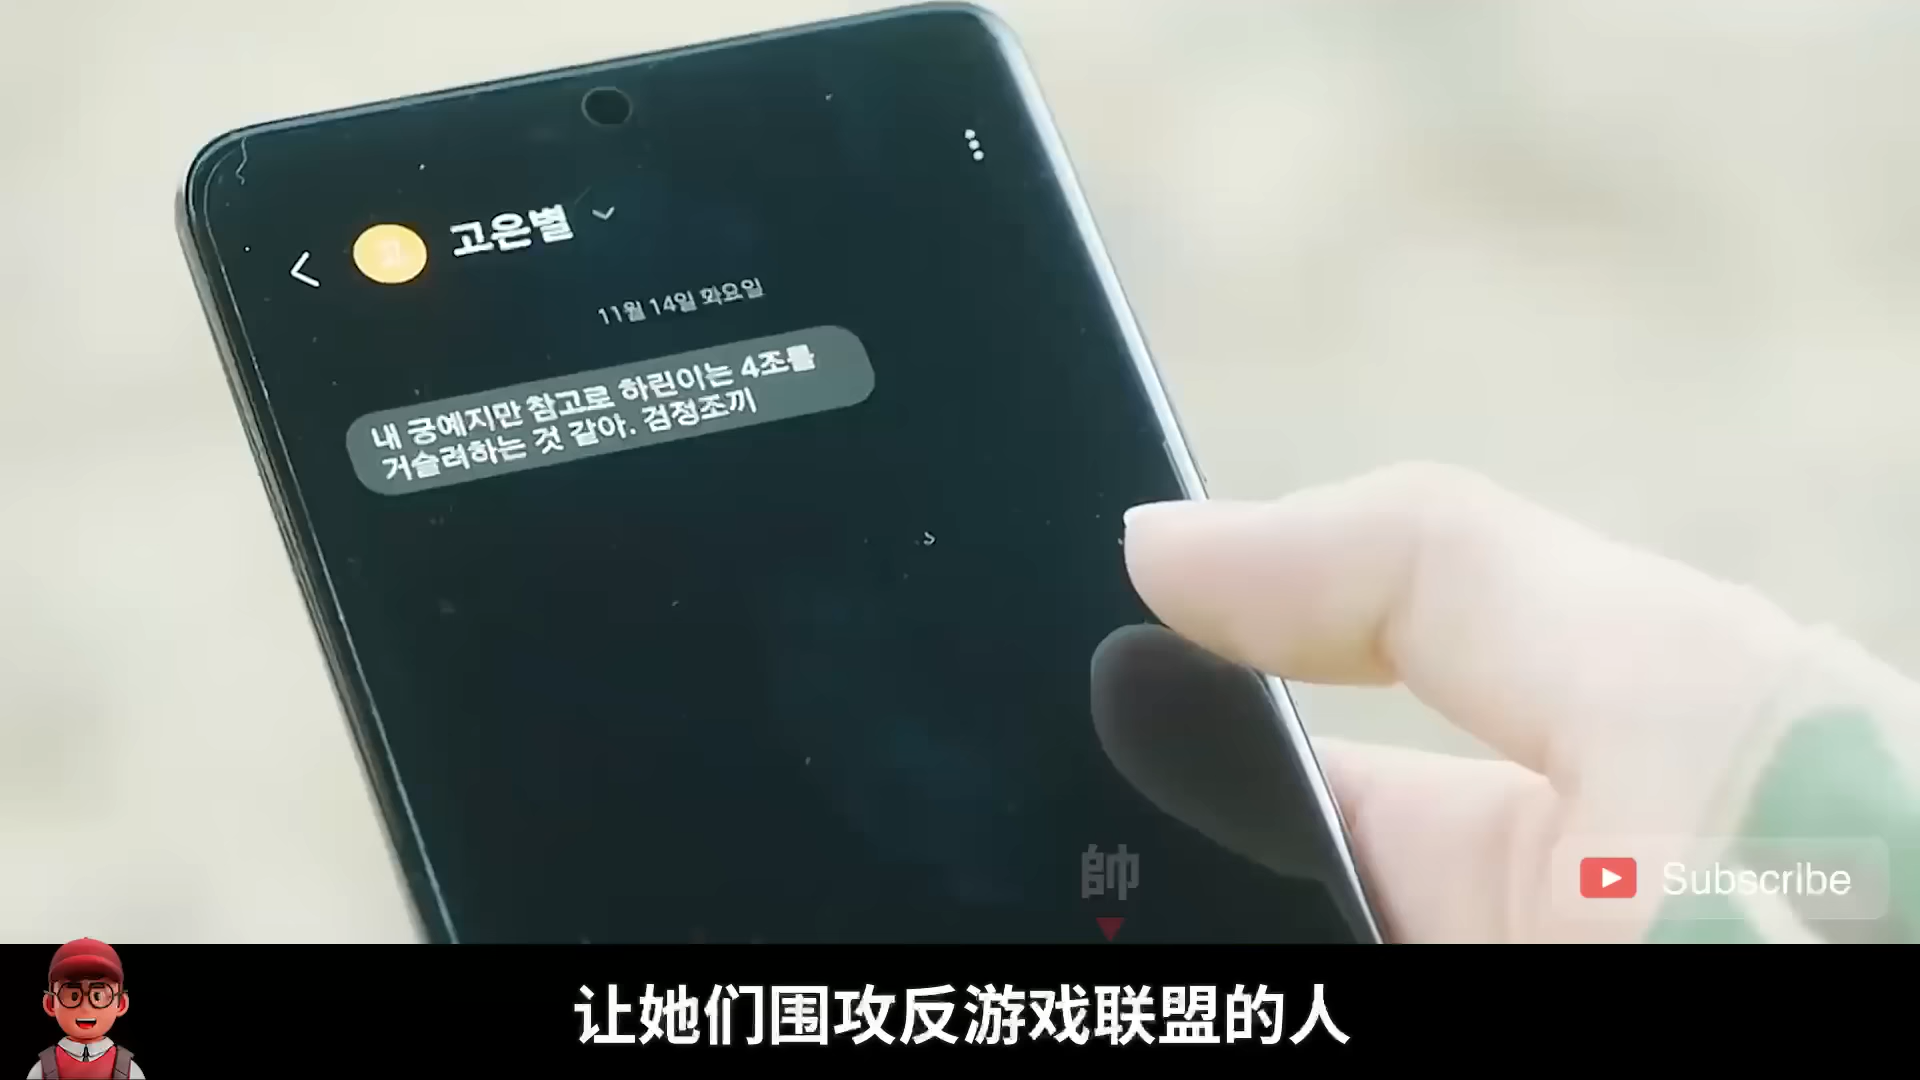 고은별
11월 14일 화요일
내 궁예지만 참고로 하린이는 4조를
거슬려하는 것 같아. 검정조끼
帥
Subscribe
让她们围攻反游戏联盟的人